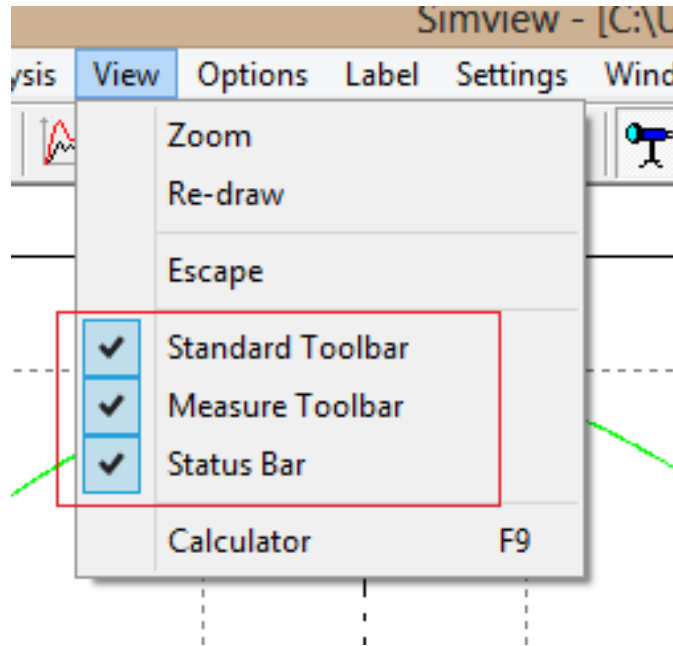 Simview - [C:\U
ysis View Options Label Settings Wind
Zoom
Re-draw
Escape
Standard Toolbar
Measure Toolbar
Status Bar
Calculator F9